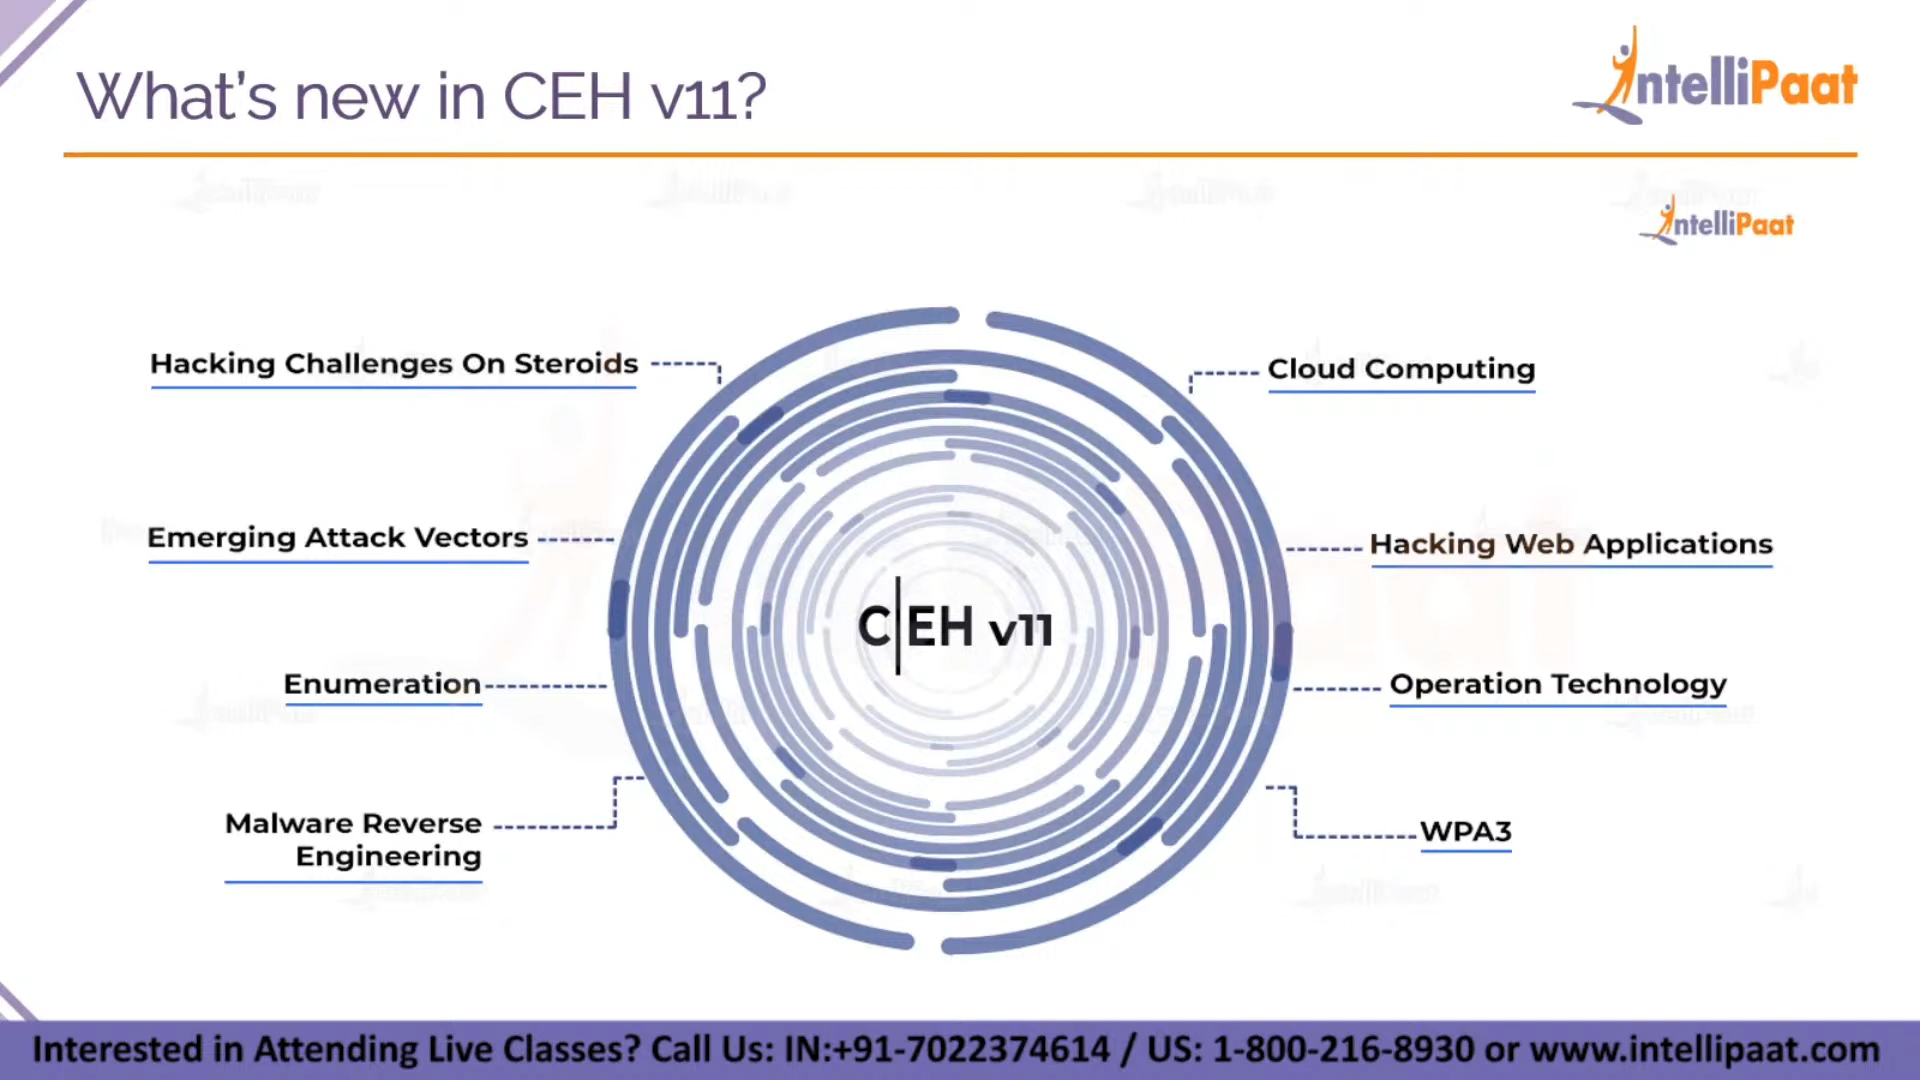 What's new in CEH v11?
IntelliPaat
IntelliPaat
Hacking Challenges On Steroids
Cloud Computing
Emerging Attack Vectors
Hacking Web Applications
C|EH v11
Enumeration
Operation Technology
Malware Reverse
Engineering
WPA3
Interested in Attending Live Classes? Call Us: IN:+91-7022374614 / US: 1-800-216-8930 or www.intellipaat.com